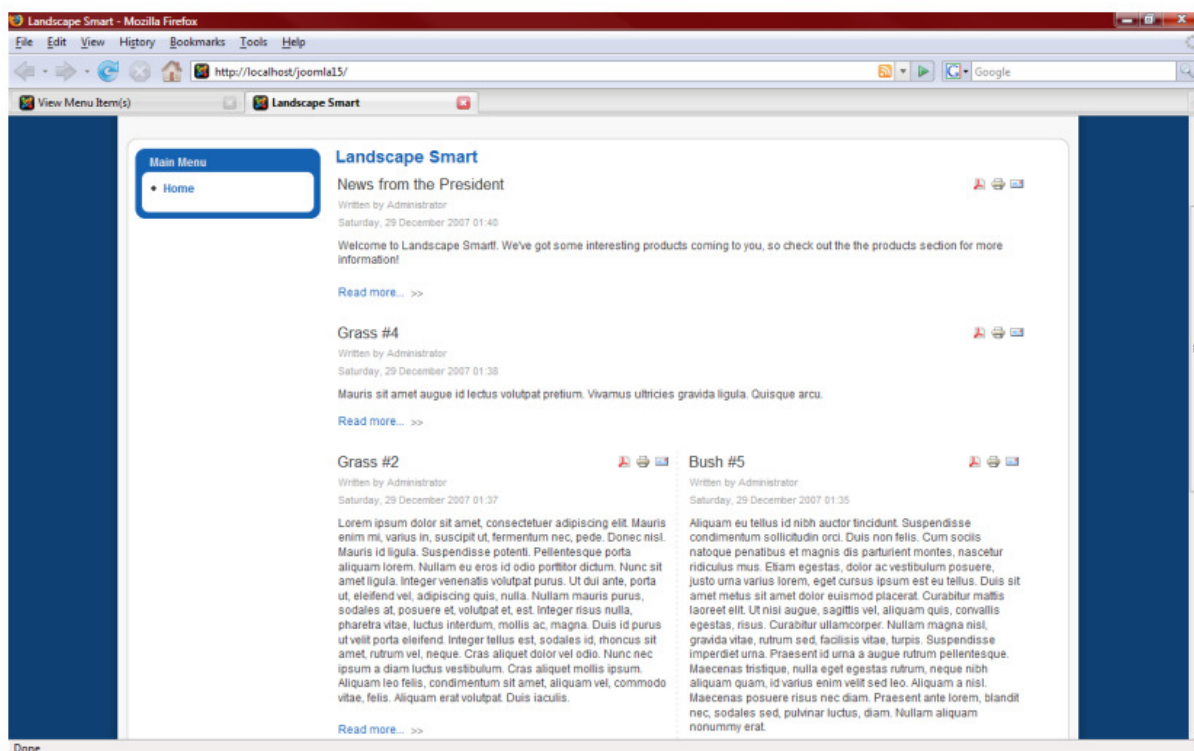 Landscape Smart - Mozilla Firefox
File Edit View History Bookmarks Tools Help
http://localhost/joomla15/
Google
View Menu Item(s)
Landscape Smart
Main Menu
Home
Landscape Smart
News from the President
Written by Administrator
Saturday, 29 December 2007 01:40
Welcome to Landscape Smart!. We've got some interesting products coming to you, so check out the the products section for more
information!
Read more... >>
Grass #4
Written by Administrator
Saturday, 29 December 2007 01:38
Mauris sit amet augue id lectus volutpat pretium. Vivamus ultricies gravida ligula. Quisque arcu.
Read more... >>
Grass #2
Written by Administrator
Saturday, 29 December 2007 01:37
Lorem ipsum dolor sit amet, consectetuer adipiscing elit. Mauris
enim mi, varius in, suscipit ut, fermentum nec, pede. Donec nisl.
Mauris id ligula. Suspendisse potenti. Pellentesque porta
aliquam lorem. Nullam eu eros id odio porttitor dictum. Nunc sit
amet ligula. Integer venenatis volutpat purus. Ut dui ante, porta
ut, eleifend vel, adipiscing quis, nulla. Nullam mauris purus,
sodales at, posuere et, volutpat et, est. Integer risus nulla,
pharetra vitae, luctus interdum, mollis ac, magna. Duis id purus
ut velit porta eleifend. Integer tellus est, sodales id, rhoncus sit
amet, rutrum vel, neque. Cras aliquet dolor vel odio. Nunc nec
ipsum a diam luctus vestibulum. Cras aliquet mollis ipsum.
Aliquam leo felis, condimentum sit amet, aliquam vel, commodo
vitae, felis. Aliquam erat volutpat. Duis iaculis.
Read more... >>
Bush #5
Written by Administrator
Saturday, 29 December 2007 01:35
Aliquam eu tellus id nibh auctor tincidunt. Suspendisse
condimentum sollicitudin orci. Duis non felis. Cum sociis
natoque penatibus et magnis dis parturient montes, nascetur
ridiculus mus. Etiam egestas, dolor ac vestibulum posuere,
justo urna varius lorem, eget cursus ipsum est eu tellus. Duis sit
amet metus sit amet dolor euismod placerat. Curabitur mattis
laoreet elit. Ut nisi augue, sagittis vel, aliquam quis, convallis
egestas, risus. Curabitur ullamcorper. Nullam magna nisl,
gravida vitae, rutrum sed, facilisis vitae, turpis. Suspendisse
imperdiet urna. Praesent id urna a augue rutrum pellentesque.
Maecenas tristique, nulla eget egestas rutrum, neque nibh
aliquam quam, id varius enim velit sed leo. Aliquam a nisl.
Maecenas posuere risus nec diam. Praesent ante lorem, blandit
nec, sodales sed, pulvinar luctus, diam. Nullam aliquam
nonummy erat.
Done